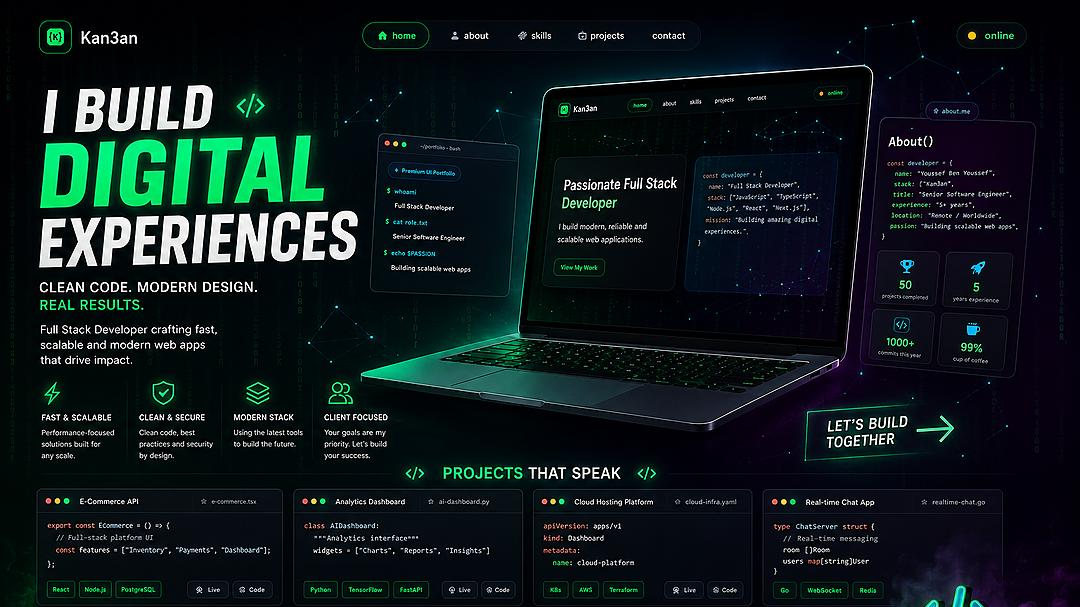 {K}
Kan3an
home
about
skills
projects
contact
online
I BUILD </>
DIGITAL
EXPERIENCES
CLEAN CODE. MODERN DESIGN.
REAL RESULTS.
Full Stack Developer crafting fast,
scalable and modern web apps
that drive impact.
FAST & SCALABLE
Performance-focused
solutions built for
any scale.
CLEAN & SECURE
Clean code, best
practices and security
by design.
MODERN STACK
Using the latest tools
to build the future.
CLIENT FOCUSED
Your goals are my
priority. Let's build
your success.
~/portfolio - bash
+ Premium UI Portfolio
$ whoami
Full Stack Developer
$ cat role.txt
Senior Software Engineer
$ echo $PASSION
Building scalable web apps
Kan3an
home
about
skills
projects
contact
online
Passionate Full Stack
Developer
I build modern, reliable and
scalable web applications.
View My Work
const developer = {
name: "Full Stack Developer",
stack: ["JavaScript", "TypeScript",
"Node.js", "React", "Next.js"],
mission: "Building amazing digital
experiences.",
}
about.me
About()
const developer = {
name: "Youssef Ben Youssef",
stack: ["Kan3an",
title: "Senior Software Engineer",
experience: "5+ years",
location: "Remote / Worldwide",
passion: "Building scalable web apps",
}
50
projects completed
5
years experience
</>
1000+
commits this year
99%
cup of coffee
LET'S BUILD
TOGETHER
</> PROJECTS THAT SPEAK </>
E-Commerce API
e-commerce.tsx
export const ECommerce = () => {
// Full-stack platform UI
const features = ["Inventory", "Payments", "Dashboard"];
};
React
Node.js
PostgreSQL
Live
Code
Analytics Dashboard
ai-dashboard.py
class AIDashboard:
"""Analytics interface"""
widgets = ["Charts", "Reports", "Insights"]
Python
TensorFlow
FastAPI
Live
Code
Cloud Hosting Platform
cloud-infra.yaml
apiVersion: apps/v1
kind: Dashboard
metadata:
name: cloud-platform
K8s
AWS
Terraform
Live
Code
Real-time Chat App
realtime-chat.go
type ChatServer struct {
// Real-time messaging
room []Room
users map[string]User
}
Go
WebSocket
Redis